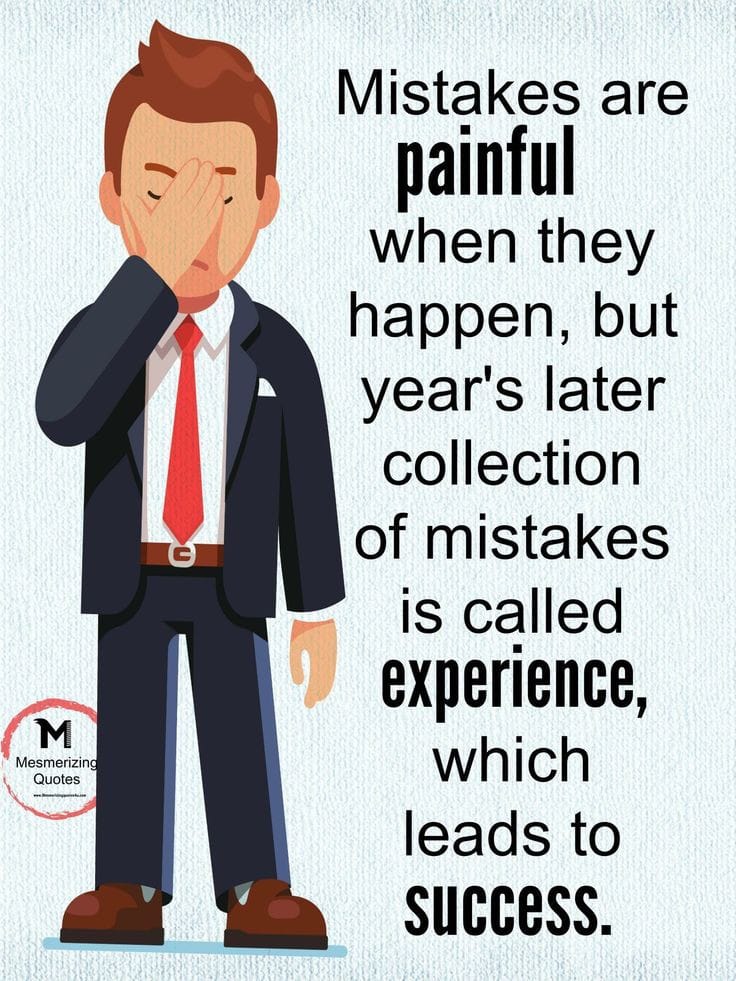 Mistakes are
painful
when they
happen, but
year's later
collection
of mistakes
is called
experience,
which
leads to
success.
M
Mesmerizing
Quotes